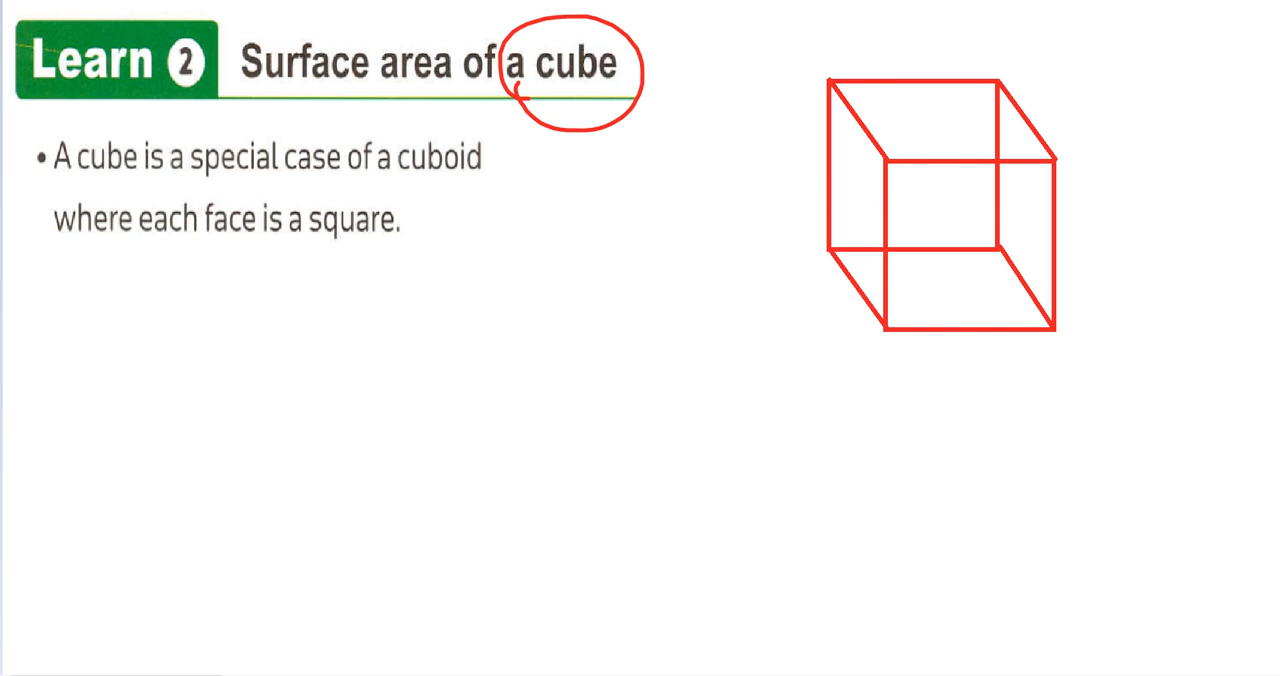 Learn 2 Surface area of a cube
• A cube is a special case of a cuboid
where each face is a square.